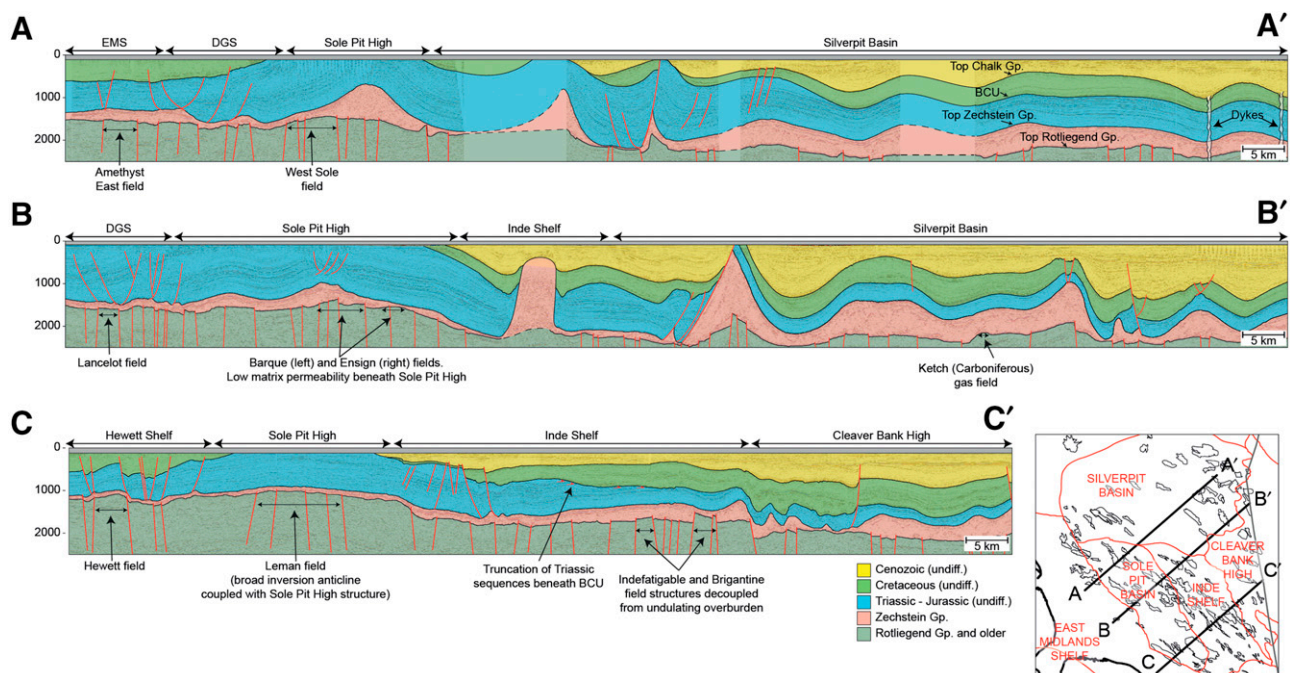 A
A′
EMS
DGS
Sole Pit High
Silverpit Basin
0
1000
2000
Top Chalk Gp.
BCU
Top Zechstein Gp.
Top Rotliegend Gp.
Dykes
5 km
Amethyst
East field
West Sole
field
B
B′
DGS
Sole Pit High
Inde Shelf
Silverpit Basin
0
1000
2000
5 km
Lancelot field
Barque (left) and Ensign (right) fields.
Low matrix permeability beneath Sole Pit High
Ketch (Carboniferous)
gas field
C
C′
Hewett Shelf
Sole Pit High
Inde Shelf
Cleaver Bank High
0
1000
2000
5 km
Hewett field
Leman field
(broad inversion anticline
coupled with Sole Pit High structure)
Truncation of Triassic
sequences beneath BCU
Indefatigable and Brigantine
field structures decoupled
from undulating overburden
Cenozoic (undiff.)
Cretaceous (undiff.)
Triassic - Jurassic (undiff.)
Zechstein Gp.
Rotliegend Gp. and older
SILVERPIT
BASIN
A′
B′
CLEAVER
BANK
HIGH
C′
SOLE
PIT
BASIN
INDE
SHELF
A
B
EAST
MIDLANDS
SHELF
C